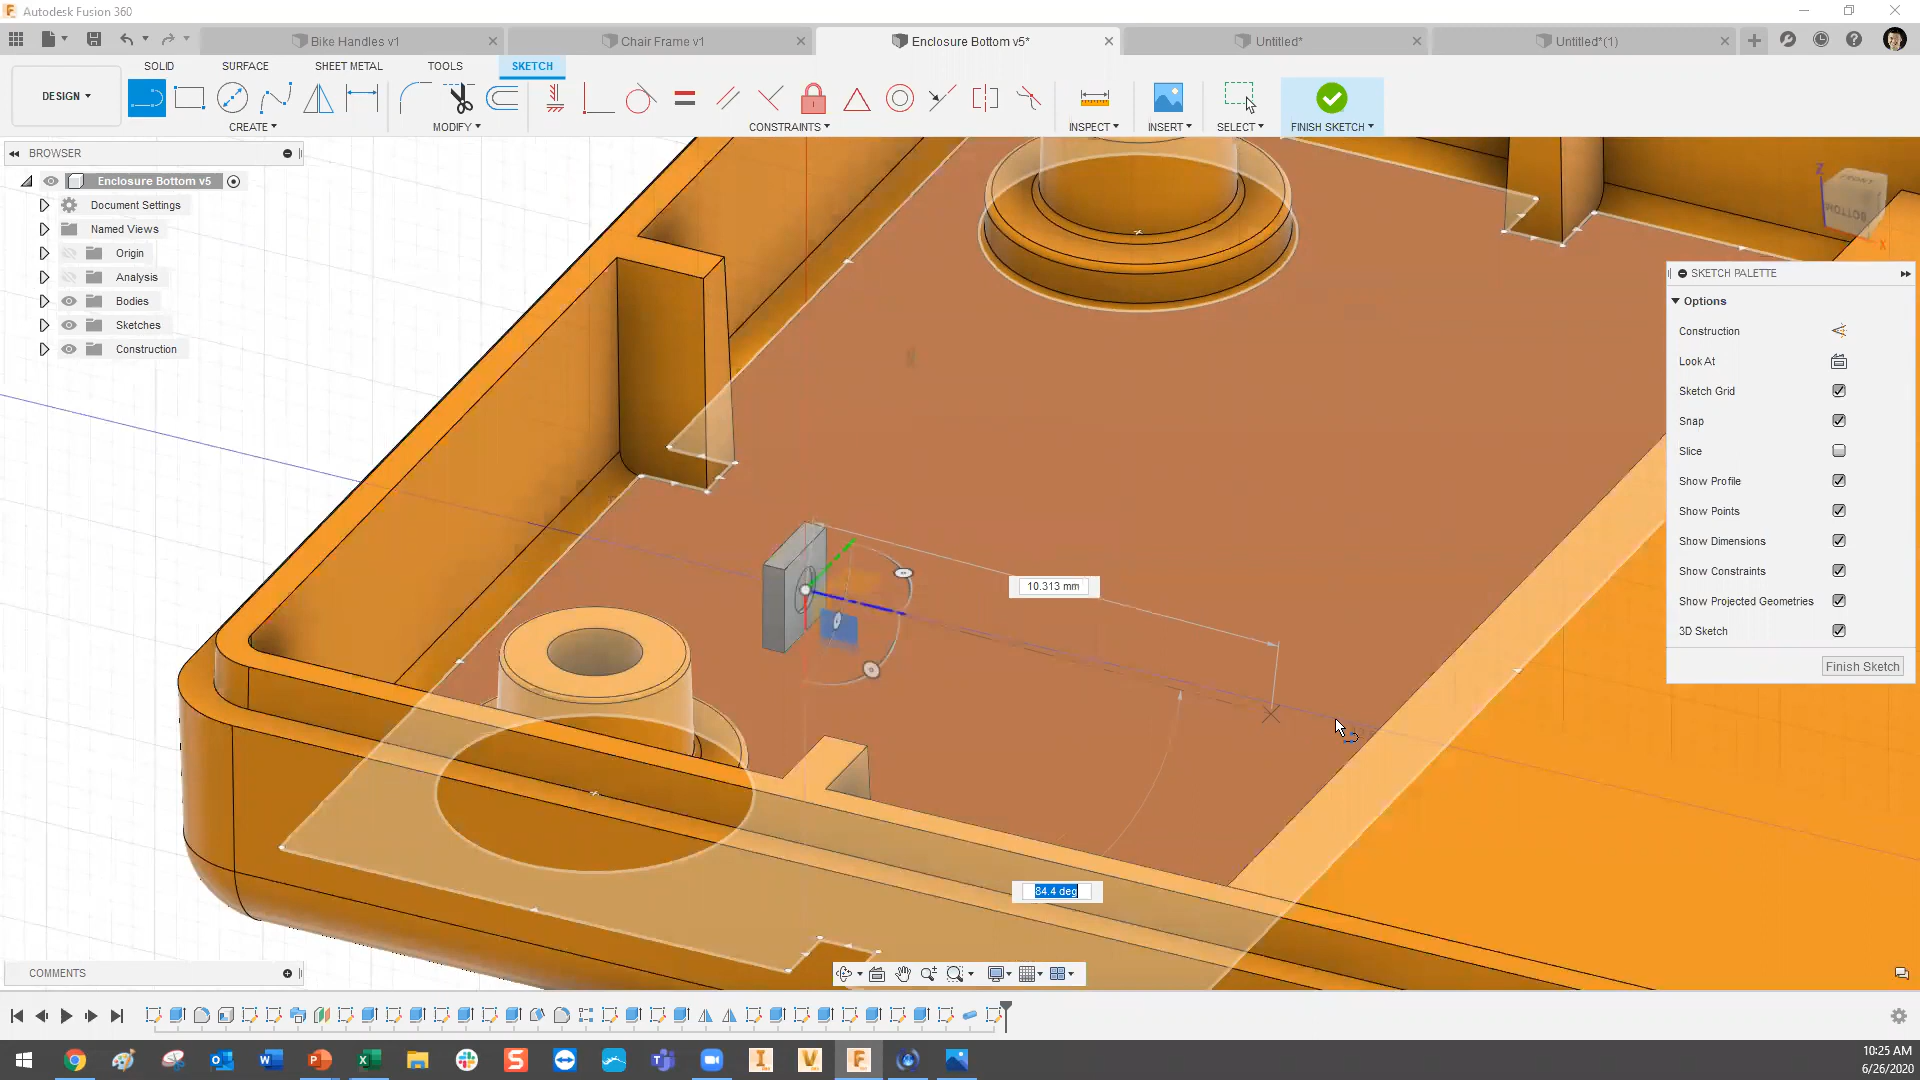 Autodesk Fusion 360
Bike Handles v1
Chair Frame v1
Enclosure Bottom v5*
Untitled*
Untitled*(1)
SOLID
SURFACE
SHEET METAL
TOOLS
SKETCH
DESIGN
CREATE
MODIFY
CONSTRAINTS
INSPECT
INSERT
SELECT
FINISH SKETCH
BROWSER
Enclosure Bottom v5
Document Settings
Named Views
Origin
Analysis
Bodies
Sketches
Construction
Z
FRONT
BOTTOM
X
SKETCH PALETTE
Options
Construction
Look At
Sketch Grid
Snap
Slice
Show Profile
Show Points
Show Dimensions
Show Constraints
Show Projected Geometries
3D Sketch
Finish Sketch
10.313 mm
84.4 deg
COMMENTS
10:25 AM
6/26/2020